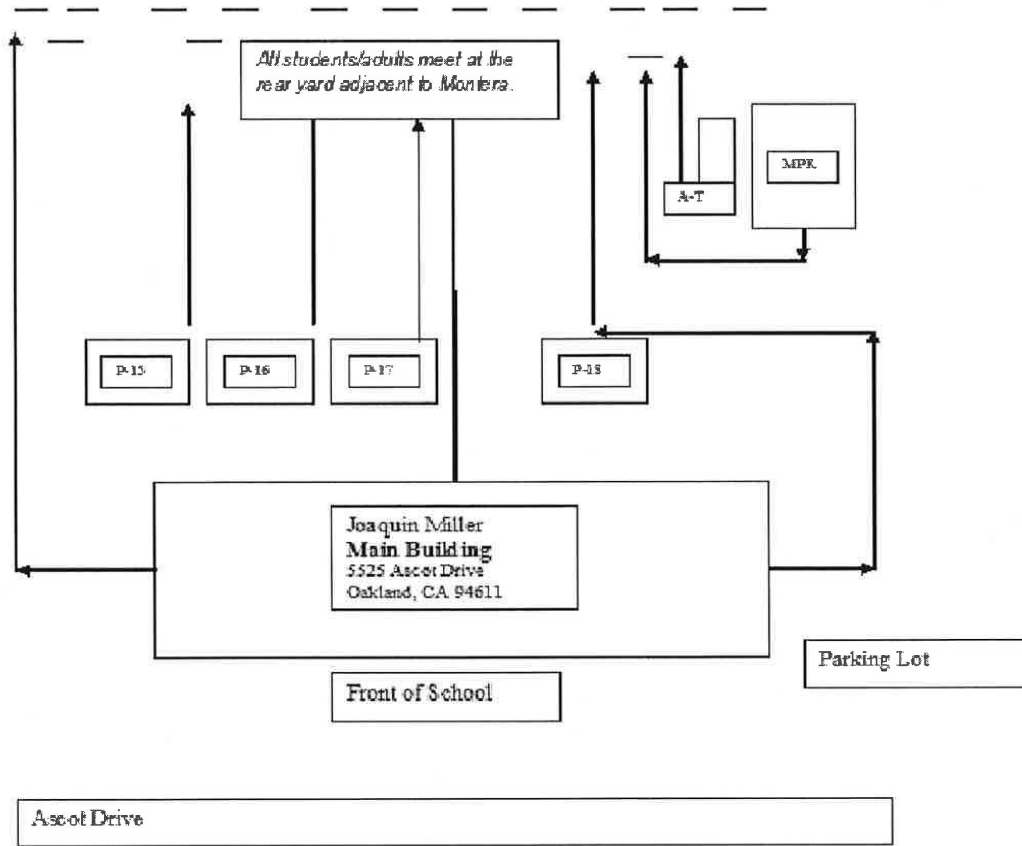 All students/adults meet at the
rear yard adjacent to Montera.
MPR
A-T
P-15
P-16
P-17
P-18
Joaquin Miller
Main Building
5525 Ascot Drive
Oakland, CA 94611
Parking Lot
Front of School
Ascot Drive